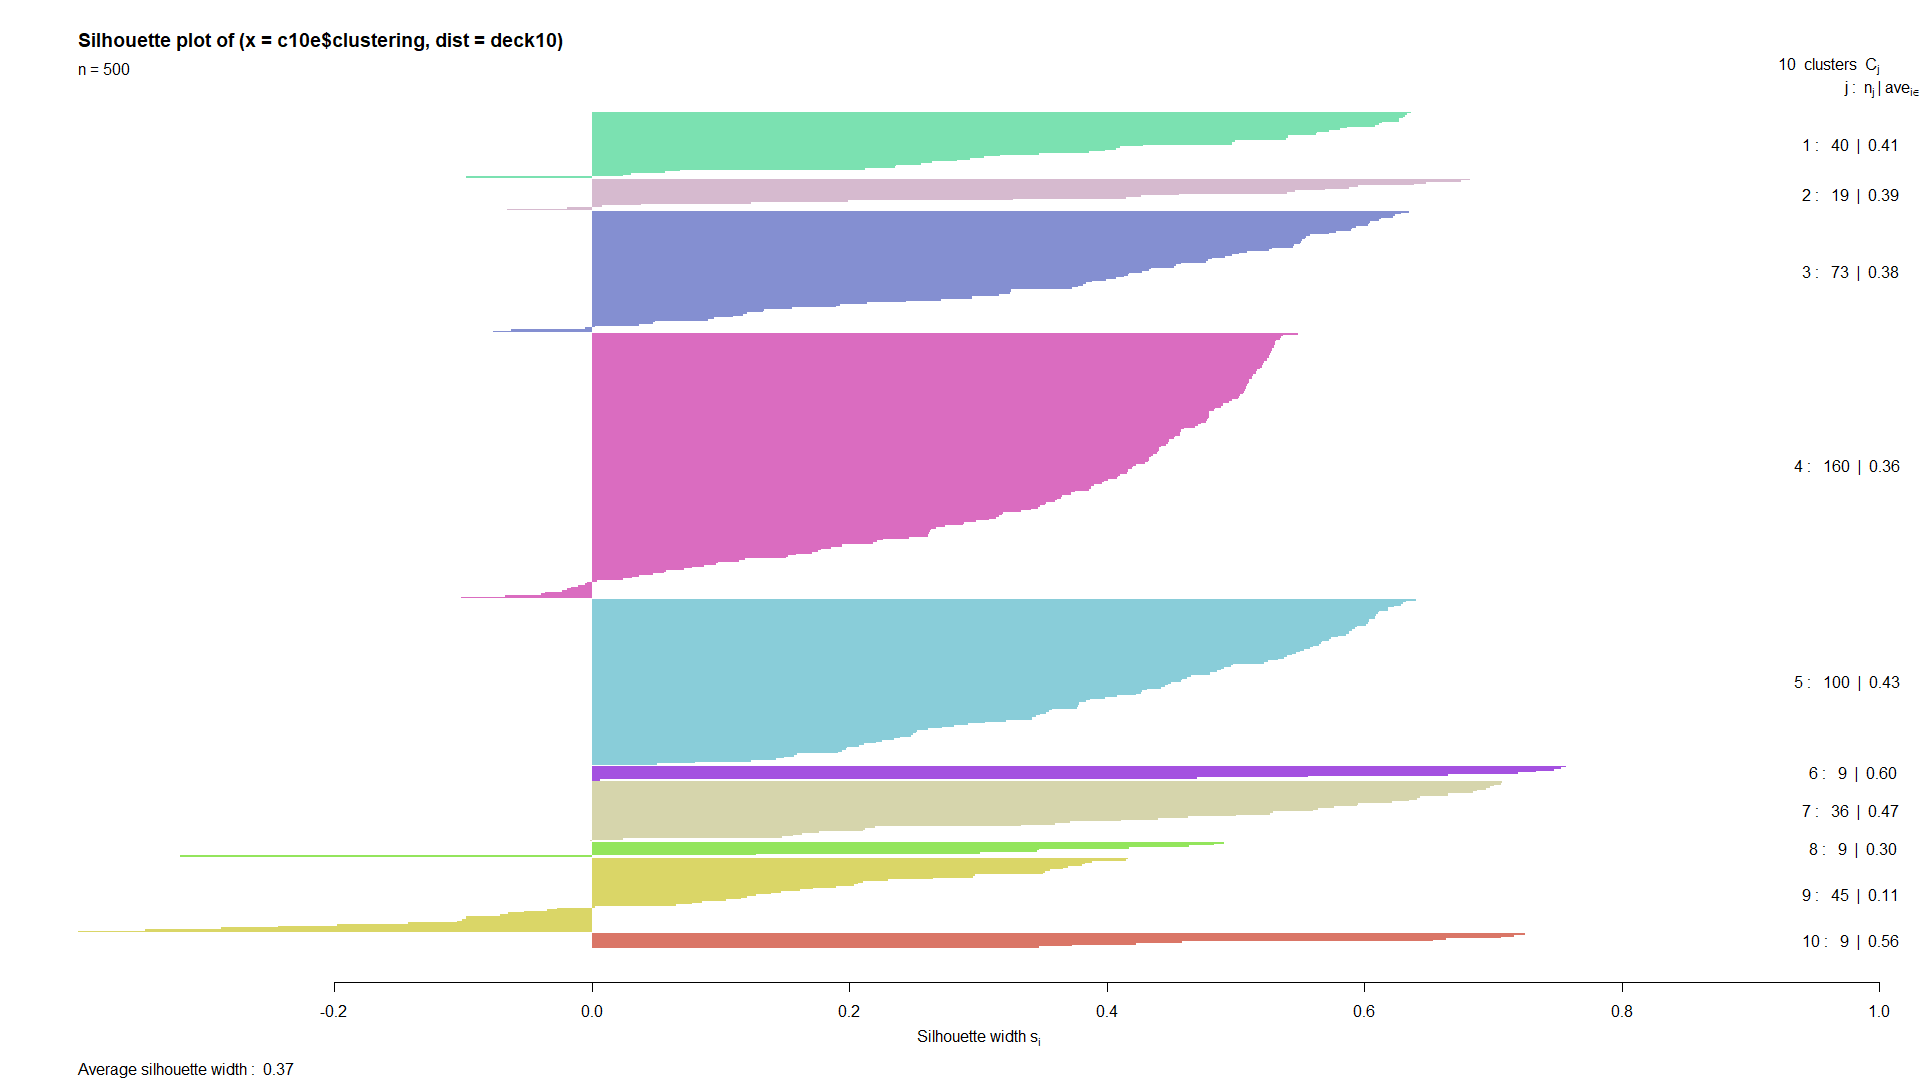 Silhouette plot of (x = c10e$clustering, dist = deck10)
n = 500
10 clusters Cj
j : nj | avei∈
1 : 40 | 0.41
2 : 19 | 0.39
3 : 73 | 0.38
4 : 160 | 0.36
5 : 100 | 0.43
6 : 9 | 0.60
7 : 36 | 0.47
8 : 9 | 0.30
9 : 45 | 0.11
10 : 9 | 0.56
-0.2 0.0 0.2 0.4 0.6 0.8 1.0
Silhouette width si
Average silhouette width : 0.37